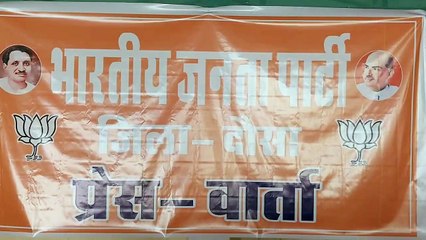 भारतीय जनता पार्टी
जिला- दौसा
प्रेस- वार्ता